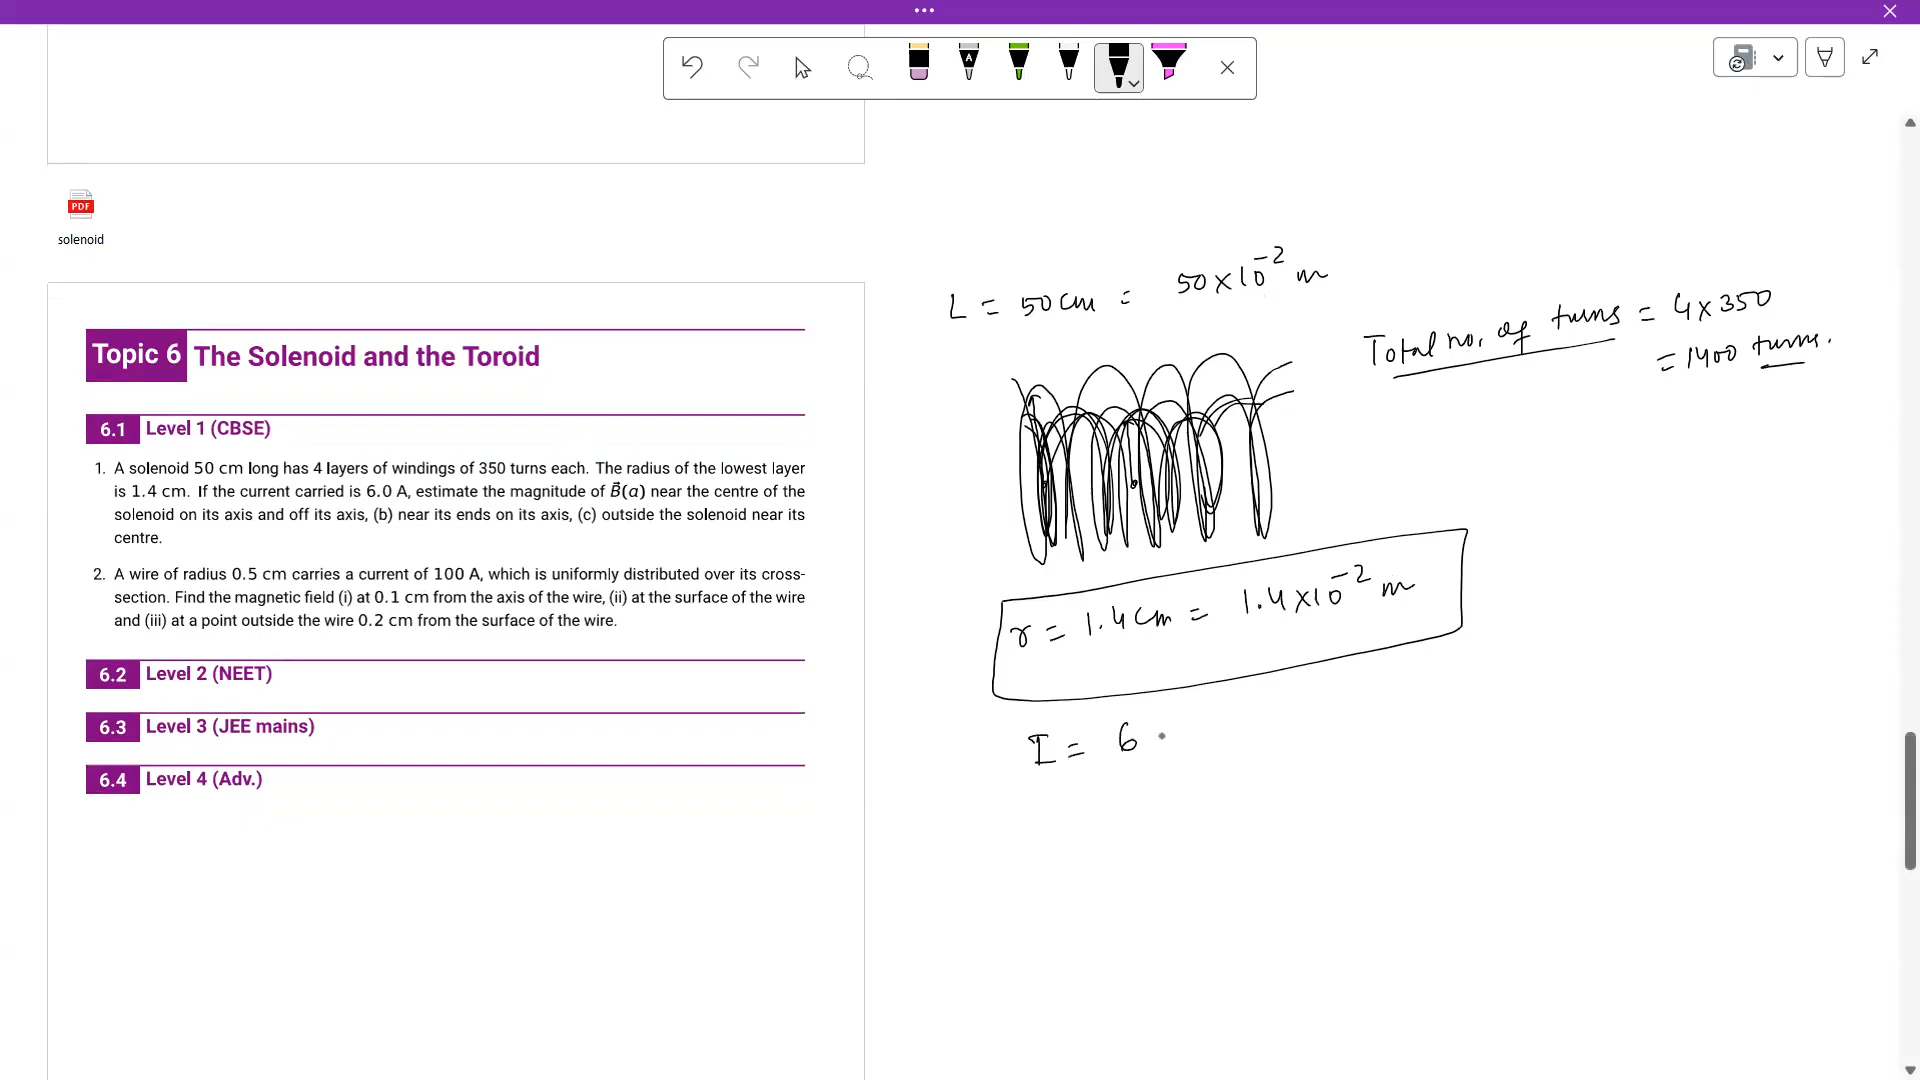 PDF
solenoid
Topic 6 The Solenoid and the Toroid
6.1 Level 1 (CBSE)
1. A solenoid 50 cm long has 4 layers of windings of 350 turns each. The radius of the lowest layer
is 1.4 cm. If the current carried is 6.0 A, estimate the magnitude of B⃗(a) near the centre of the
solenoid on its axis and off its axis, (b) near its ends on its axis, (c) outside the solenoid near its
centre.
2. A wire of radius 0.5 cm carries a current of 100 A, which is uniformly distributed over its cross-
section. Find the magnetic field (i) at 0.1 cm from the axis of the wire, (ii) at the surface of the wire
and (iii) at a point outside the wire 0.2 cm from the surface of the wire.
6.2 Level 2 (NEET)
6.3 Level 3 (JEE mains)
6.4 Level 4 (Adv.)
L = 50 cm = 50 × 10⁻² m
Total no. of turns = 4 × 350
= 1400 turns.
r = 1.4 cm = 1.4 × 10⁻² m
I = 6